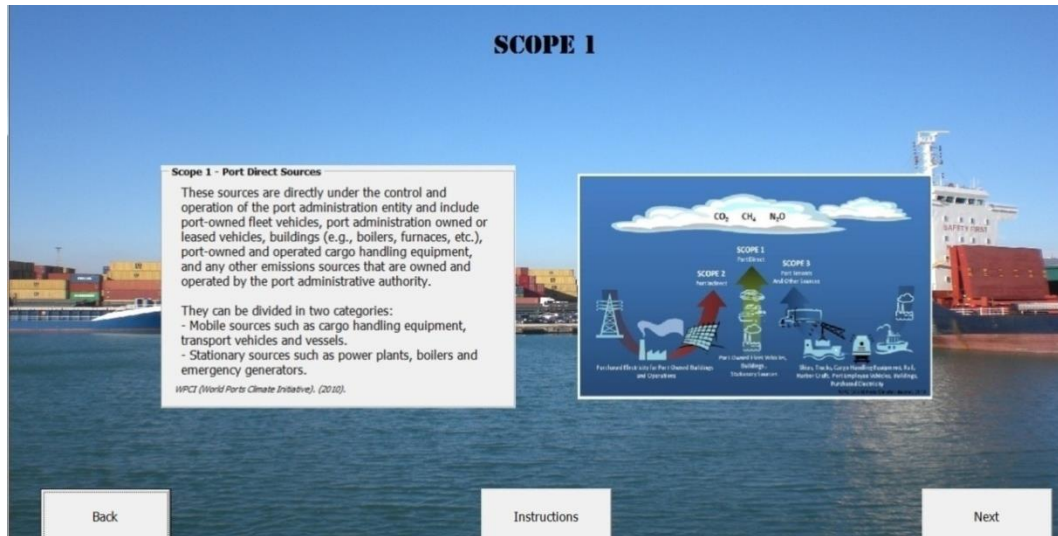 SCOPE 1
Scope 1 - Port Direct Sources
These sources are directly under the control and
operation of the port administration entity and include
port-owned fleet vehicles, port administration owned or
leased vehicles, buildings (e.g., boilers, furnaces, etc.),
port-owned and operated cargo handling equipment,
and any other emissions sources that are owned and
operated by the port administrative authority.
They can be divided in two categories:
- Mobile sources such as cargo handling equipment,
transport vehicles and vessels.
- Stationary sources such as power plants, boilers and
emergency generators.
WPCI (World Ports Climate Initiative). (2010).
CO₂ CH₄ N₂O
SCOPE 1
Port Direct
SCOPE 2
Port Indirect
SCOPE 3
Port Tenants
And Other Sources
Purchased Electricity for Port Owned Buildings
and Operations
Port Owned Fleet Vehicles,
Buildings,
Stationary Sources
Ships, Trucks, Cargo Handling Equipment, Rail,
Harbor Craft, Port Employee Vehicles, Buildings,
Purchased Electricity
SAFETY FIRST
Back
Instructions
Next